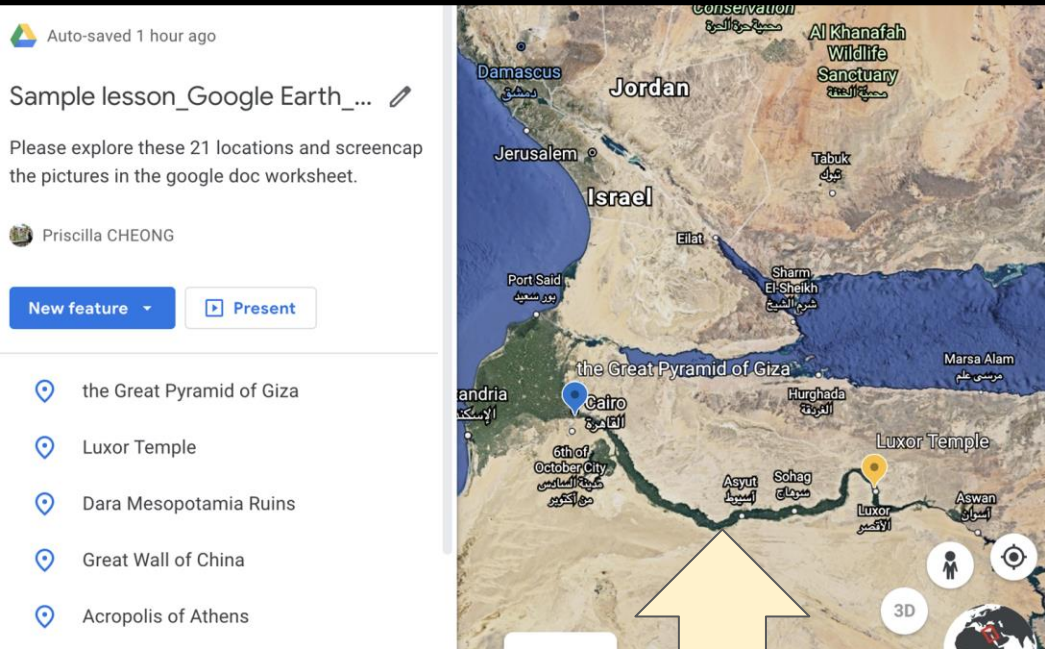 Auto-saved 1 hour ago
Sample lesson_Google Earth_...
Please explore these 21 locations and screencap
the pictures in the google doc worksheet.
Priscilla CHEONG
New feature
Present
the Great Pyramid of Giza
Luxor Temple
Dara Mesopotamia Ruins
Great Wall of China
Acropolis of Athens
Conservation
محمية حرة الحرة
Al Khanafah
Wildlife
Sanctuary
محمية الخنفة
Damascus
دمشق
Jordan
Jerusalem
Tabuk
تبوك
Israel
Eilat
Port Said
بور سعيد
Sharm
El-Sheikh
شرم الشيخ
the Great Pyramid of Giza
Marsa Alam
مرسى علم
andria
الإسكند
Cairo
القاهرة
Hurghada
الغردقة
Luxor Temple
6th of
October City
مدينة السادس
من أكتوبر
Asyut
أسيوط
Sohag
سوهاج
Luxor
الأقصر
Aswan
أسوان
3D